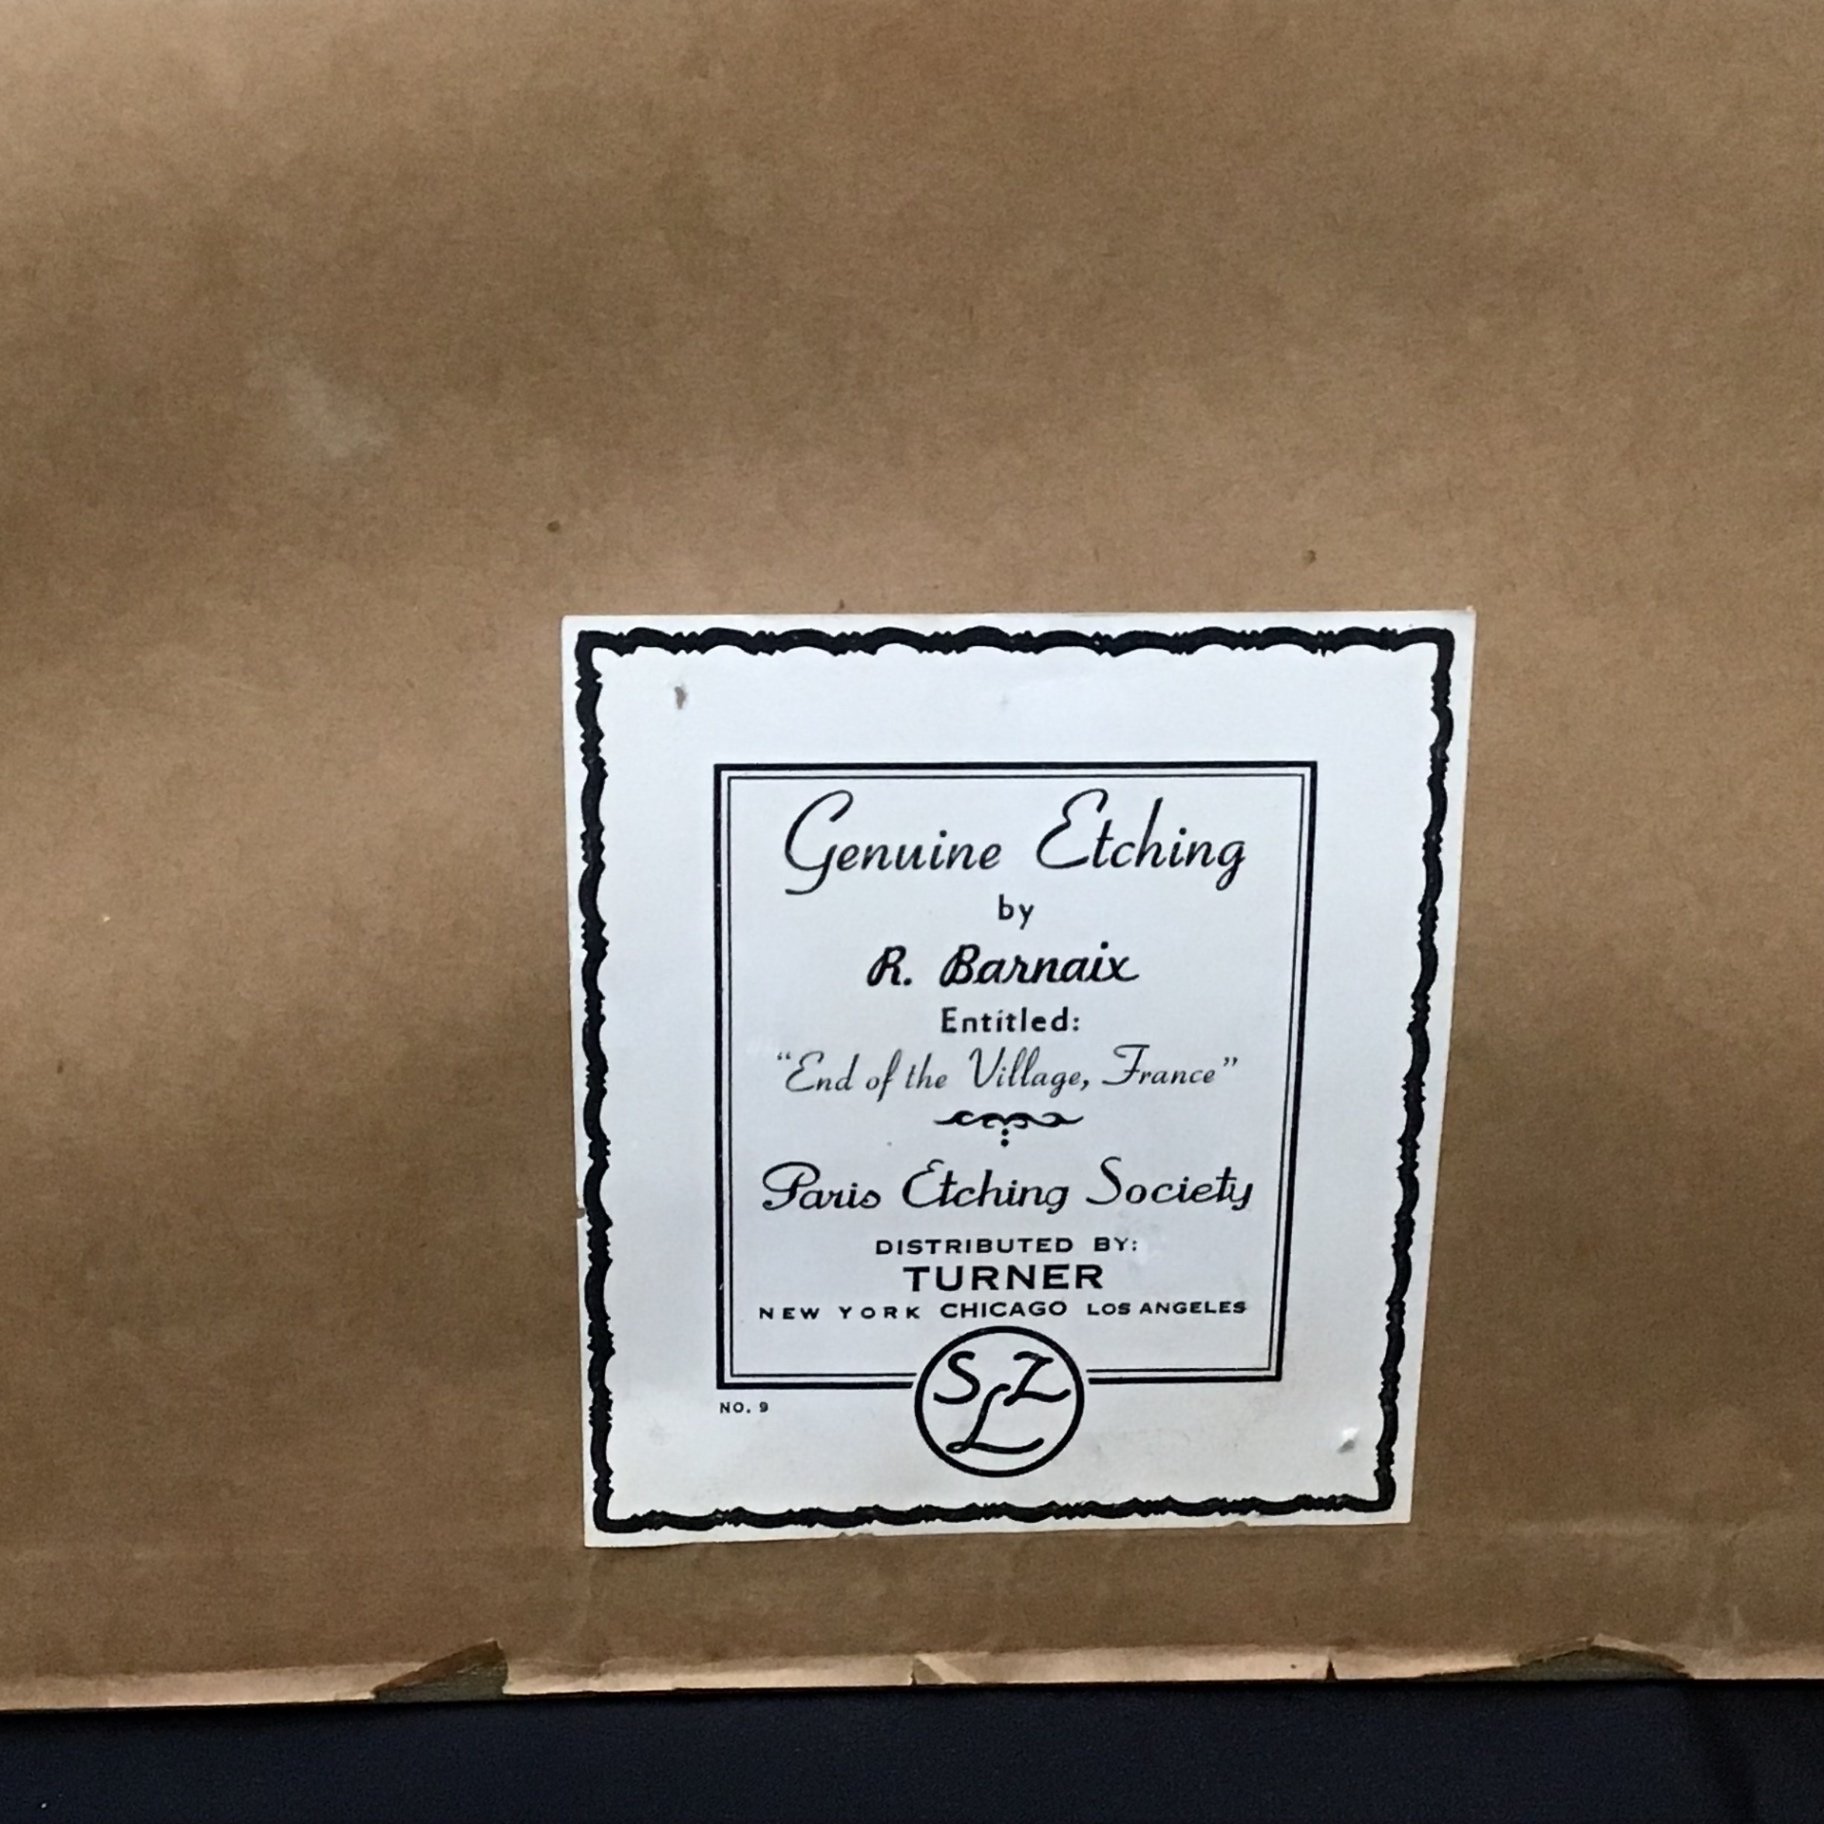 Genuine Etching
by
R. Barnaix
Entitled:
"End of the Village, France"
Paris Etching Society
DISTRIBUTED BY:
TURNER
NEW YORK CHICAGO LOS ANGELES
SLZ
NO. 9